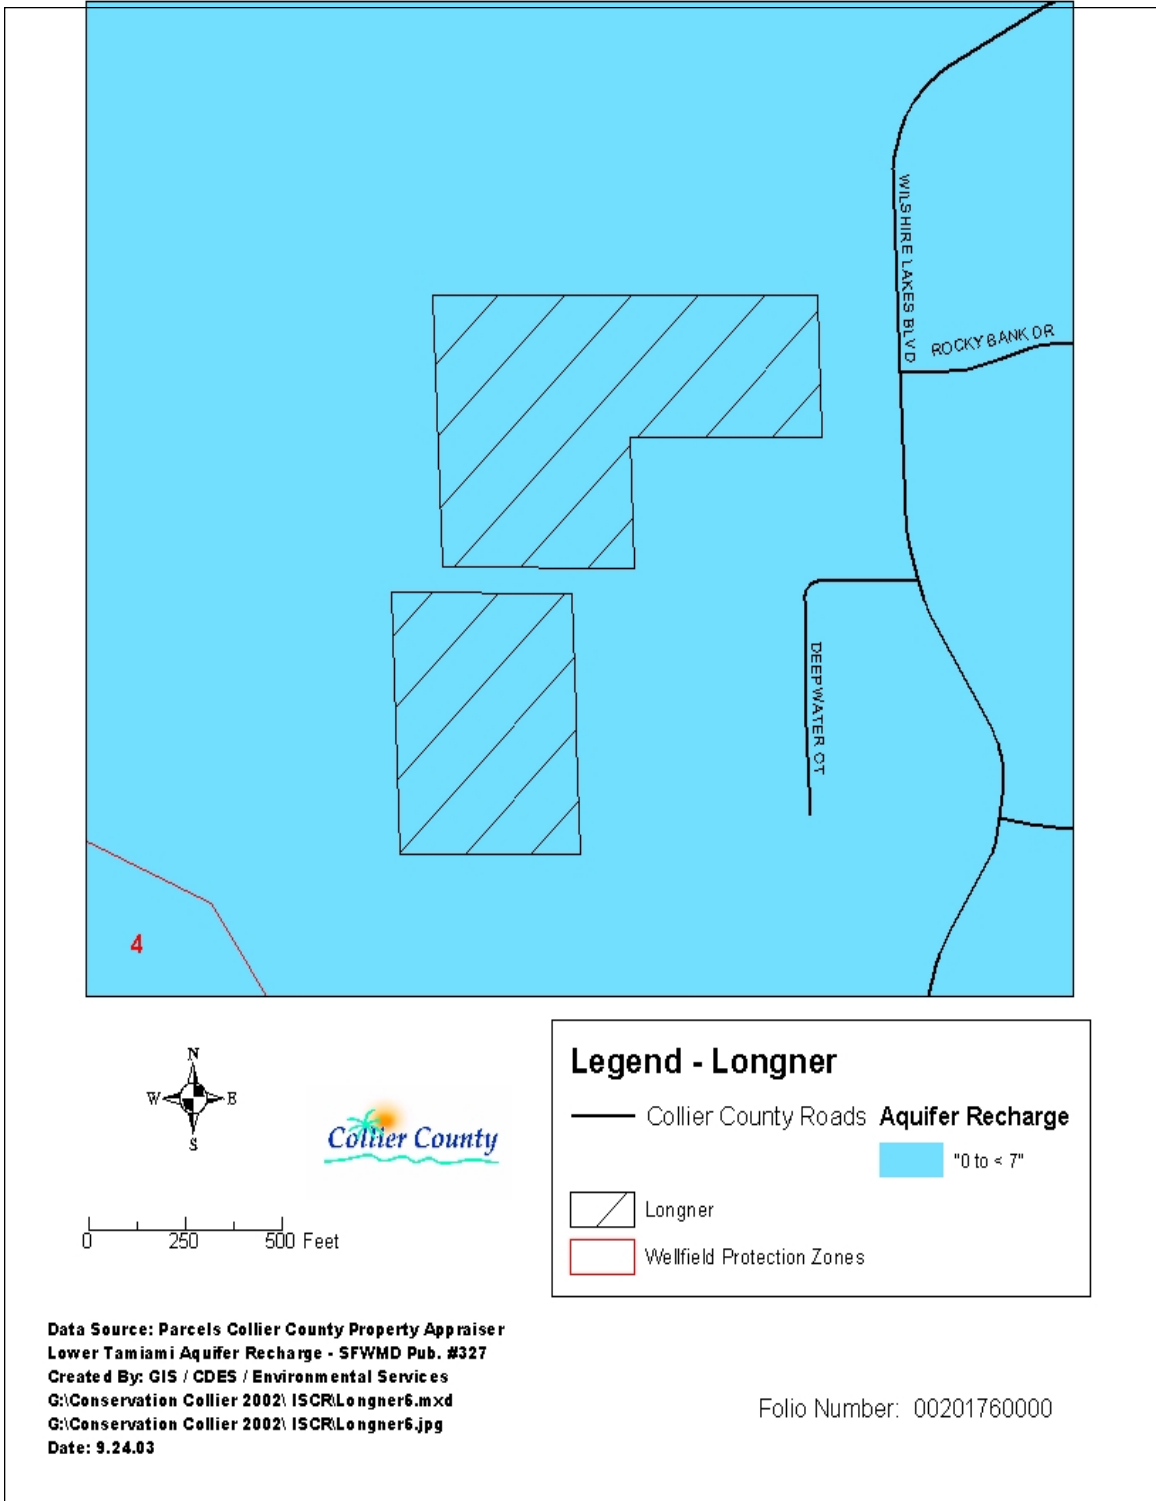 WILSHIRE LAKES BLVD
ROCKY BANK DR
DEEPWATER CT
4
N
W E
S
Collier County
0 250 500 Feet
Legend - Longner
Collier County Roads Aquifer Recharge
"0 to < 7"
Longner
Wellfield Protection Zones
Data Source: Parcels Collier County Property Appraiser
Lower Tamiami Aquifer Recharge - SFWMD Pub. #327
Created By: GIS / CDES / Environmental Services
G:\Conservation Collier 2002\ ISCR\Longner6.mxd
G:\Conservation Collier 2002\ ISCR\Longner6.jpg
Date: 9.24.03
Folio Number: 00201760000